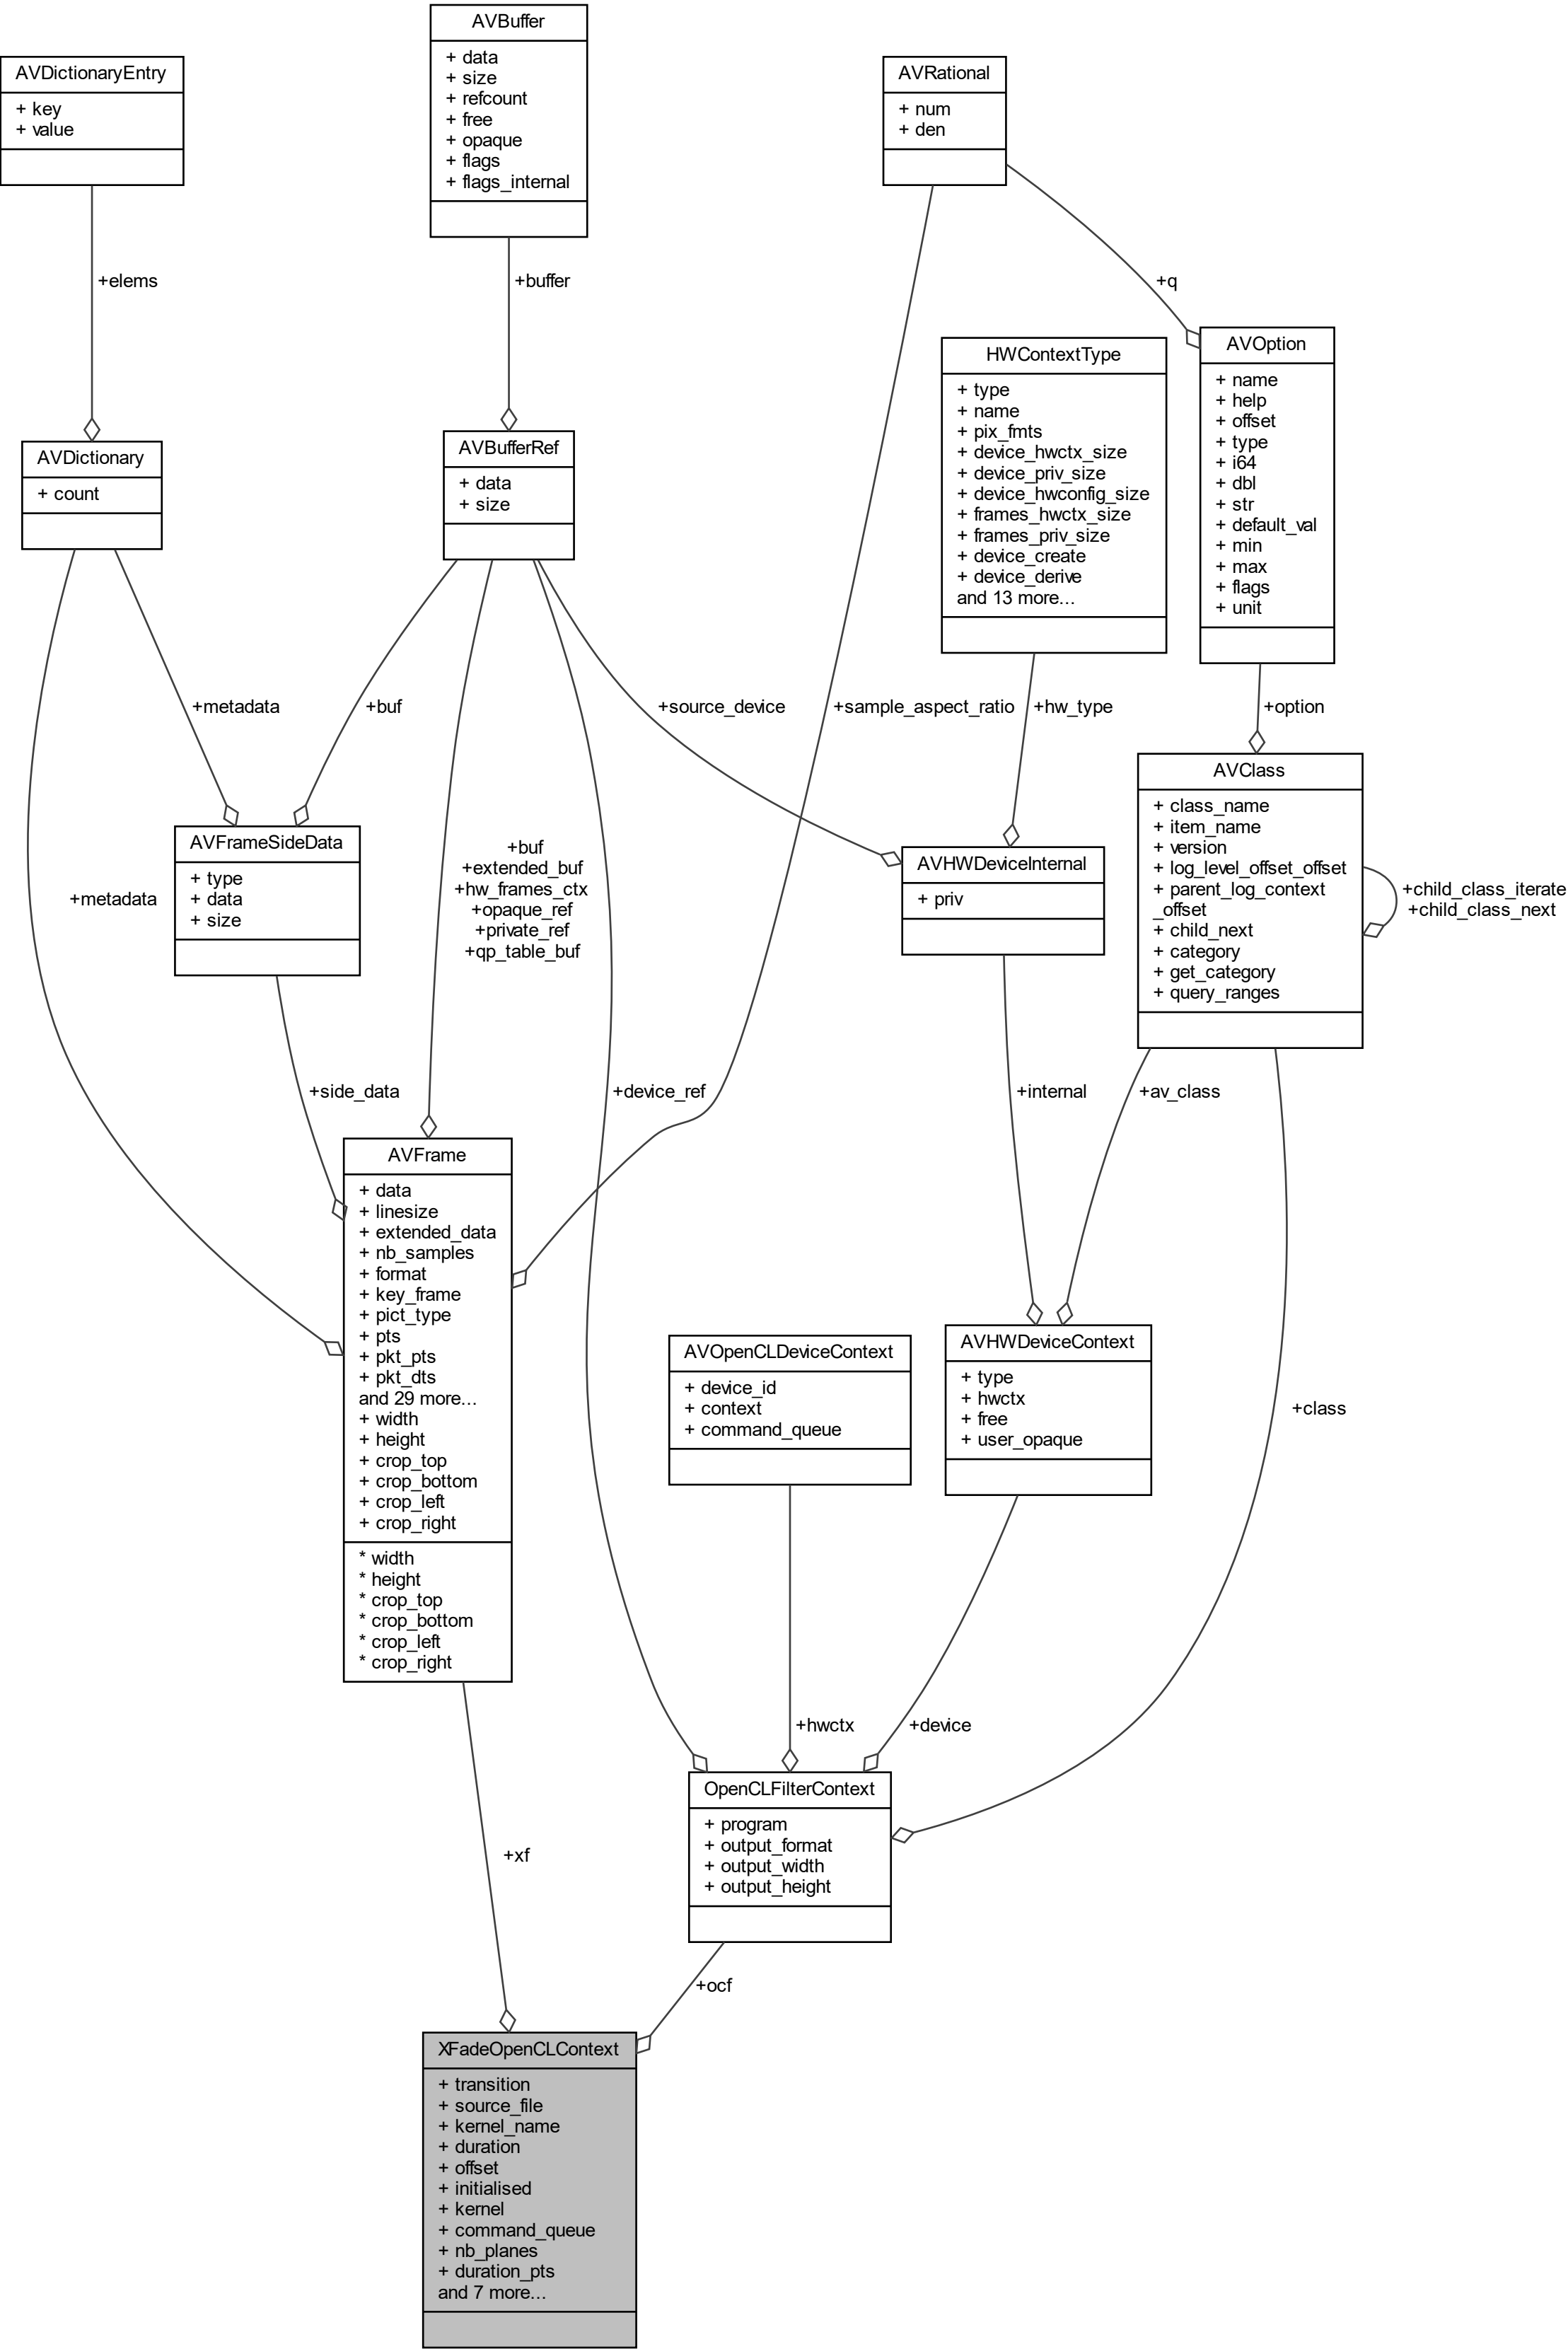 AVBuffer
+ data
+ size
+ refcount
+ free
+ opaque
+ flags
+ flags_internal
AVDictionaryEntry
+ key
+ value
AVRational
+ num
+ den
+elems
+buffer
+q
AVOption
+ name
+ help
+ offset
+ type
+ i64
+ dbl
+ str
+ default_val
+ min
+ max
+ flags
+ unit
HWContextType
+ type
+ name
+ pix_fmts
+ device_hwctx_size
+ device_priv_size
+ device_hwconfig_size
+ frames_hwctx_size
+ frames_priv_size
+ device_create
+ device_derive
and 13 more...
AVDictionary
+ count
AVBufferRef
+ data
+ size
+metadata
+buf
+source_device
+sample_aspect_ratio
+hw_type
+option
AVClass
+ class_name
+ item_name
+ version
+ log_level_offset_offset
+ parent_log_context
_offset
+ child_next
+ category
+ get_category
+ query_ranges
+child_class_iterate
+child_class_next
AVFrameSideData
+ type
+ data
+ size
+metadata
+buf
+extended_buf
+hw_frames_ctx
+opaque_ref
+private_ref
+qp_table_buf
AVHWDeviceInternal
+ priv
+side_data
+device_ref
+internal
+av_class
AVFrame
+ data
+ linesize
+ extended_data
+ nb_samples
+ format
+ key_frame
+ pict_type
+ pts
+ pkt_pts
+ pkt_dts
and 29 more...
+ width
+ height
+ crop_top
+ crop_bottom
+ crop_left
+ crop_right
* width
* height
* crop_top
* crop_bottom
* crop_left
* crop_right
AVOpenCLDeviceContext
+ device_id
+ context
+ command_queue
AVHWDeviceContext
+ type
+ hwctx
+ free
+ user_opaque
+class
+hwctx
+device
OpenCLFilterContext
+ program
+ output_format
+ output_width
+ output_height
+xf
+ocf
XFadeOpenCLContext
+ transition
+ source_file
+ kernel_name
+ duration
+ offset
+ initialised
+ kernel
+ command_queue
+ nb_planes
+ duration_pts
and 7 more...